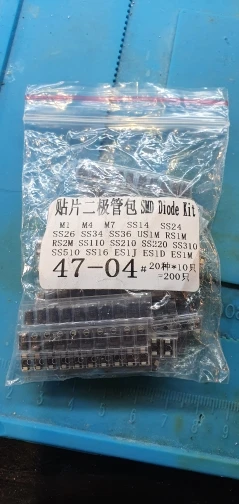 贴片二极管包 SMD Diode Kit
M1 M4 M7 SS14 SS24
SS26 SS34 SS36 US1M RS1M
RS2M SS110 SS210 SS220 SS310
SS510 SS16 ES1J ES1D ES1M
47-04# 20种*10只
=200只